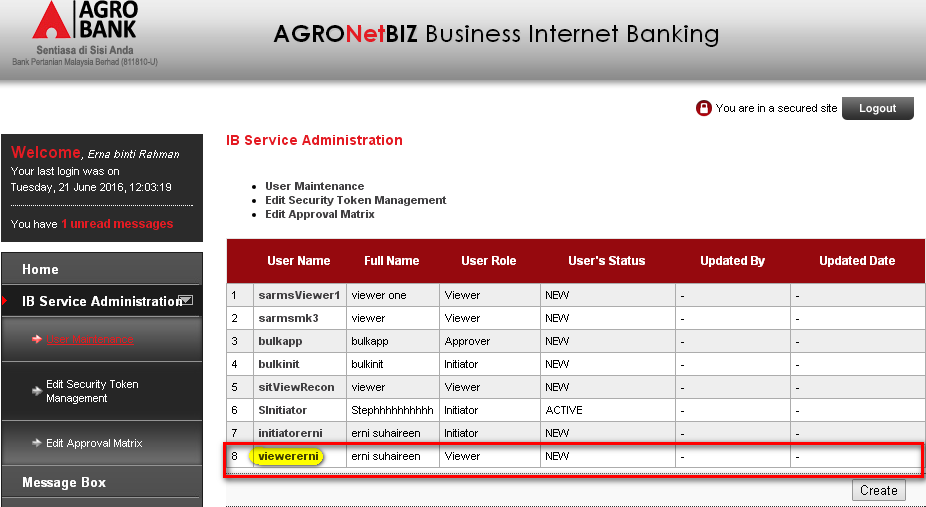 AGRO
BANK
Sentiasa di Sisi Anda
Bank Pertanian Malaysia Berhad (811810-U)
AGRONetBIZ Business Internet Banking
You are in a secured site Logout
Welcome, Erna binti Rahman
Your last login was on
Tuesday, 21 June 2016, 12:03:19
You have 1 unread messages
Home
IB Service Administration
User Maintenance
Edit Security Token
Management
Edit Approval Matrix
Message Box
IB Service Administration
User Maintenance
Edit Security Token Management
Edit Approval Matrix
User Name Full Name User Role User's Status Updated By Updated Date
1 sarmsViewer1 viewer one Viewer NEW - -
2 sarmsmk3 viewer Viewer NEW - -
3 bulkapp bulkapp Approver NEW - -
4 bulkinit bulkinit Initiator NEW - -
5 sitViewRecon viewer Viewer NEW - -
6 SInitiator Stephhhhhhhhhh Initiator ACTIVE - -
7 initiatorerni erni suhaireen Initiator NEW - -
8 viewererni erni suhaireen Viewer NEW - -
Create